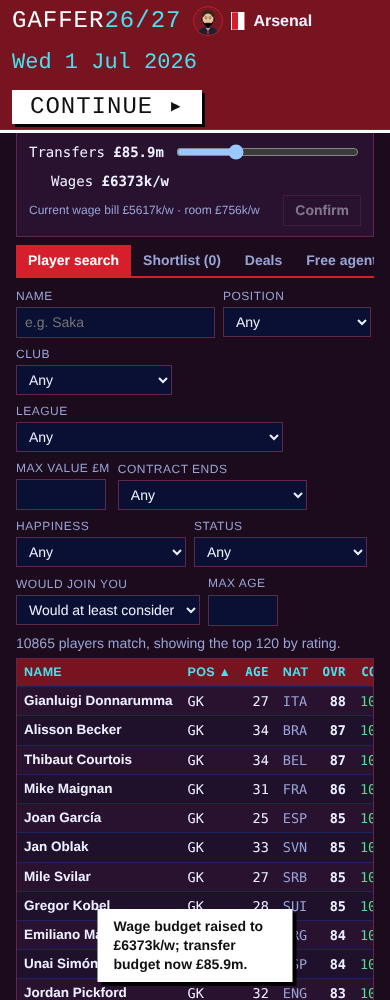 GAFFER26/27 Arsenal
Wed 1 Jul 2026
CONTINUE ►
Transfers £85.9m
Wages £6373k/w
Current wage bill £5617k/w · room £756k/w Confirm
Player search Shortlist (0) Deals Free agent
NAME POSITION
e.g. Saka Any
CLUB
Any
LEAGUE
Any
MAX VALUE £M CONTRACT ENDS
Any
HAPPINESS STATUS
Any Any
WOULD JOIN YOU MAX AGE
Would at least consider
10865 players match, showing the top 120 by rating.
NAME POS ▲ AGE NAT OVR
Gianluigi Donnarumma GK 27 ITA 88
Alisson Becker GK 34 BRA 87
Thibaut Courtois GK 34 BEL 87
Mike Maignan GK 31 FRA 86
Joan García GK 25 ESP 85
Jan Oblak GK 33 SVN 85
Mile Svilar GK 27 SRB 85
Gregor Kobel GK 28 SUI 85
Emiliano 84
Unai Simón 84
Jordan Pickford GK 32 ENG 83
Wage budget raised to
£6373k/w; transfer
budget now £85.9m.